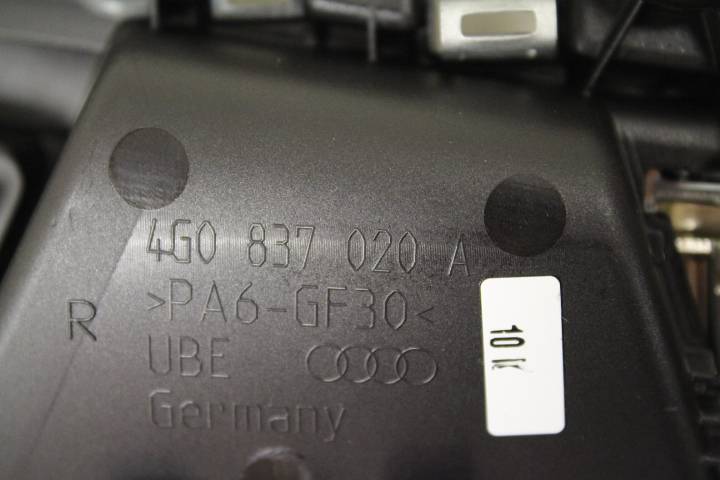 4G0 837 020 A
>PA6-GF30<
R
UBE
Germany
10 K